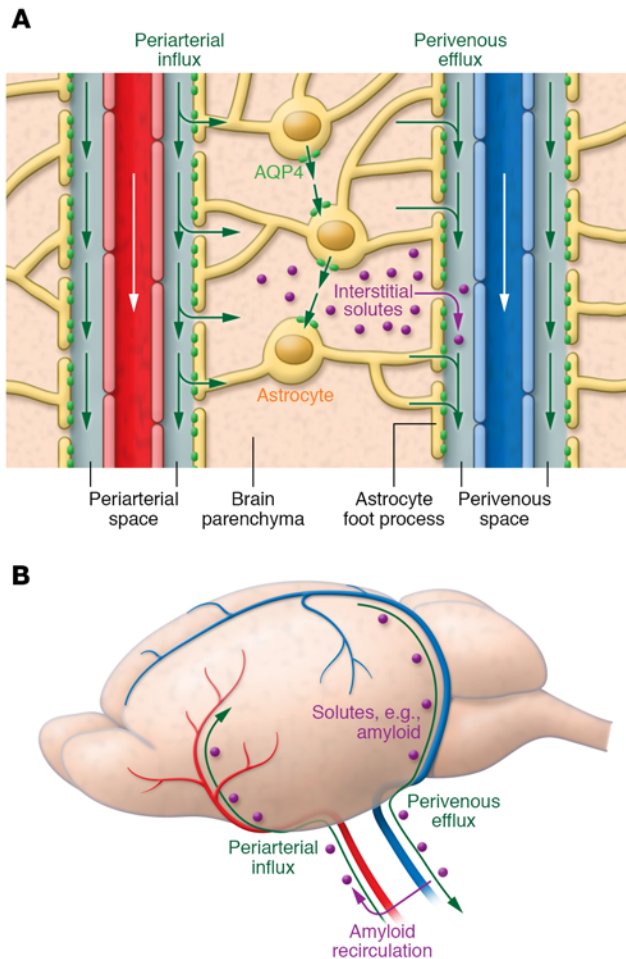 A
Periarterial
influx
Perivenous
efflux
AQP4
Interstitial
solutes
Astrocyte
Periarterial
space
Brain
parenchyma
Astrocyte
foot process
Perivenous
space
B
Solutes, e.g.,
amyloid
Perivenous
efflux
Periarterial
influx
Amyloid
recirculation